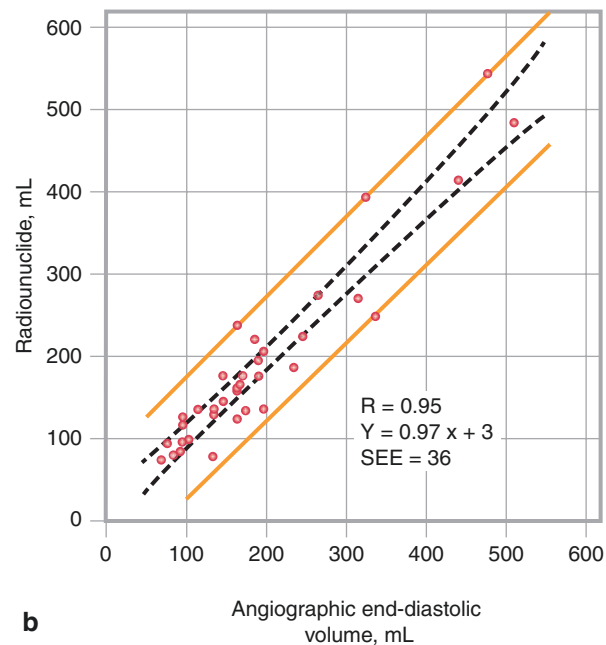 600
500
400
300
200
100
0
Radiounuclide, mL
R = 0.95
Y = 0.97 x + 3
SEE = 36
0 100 200 300 400 500 600
b
Angiographic end-diastolic
volume, mL